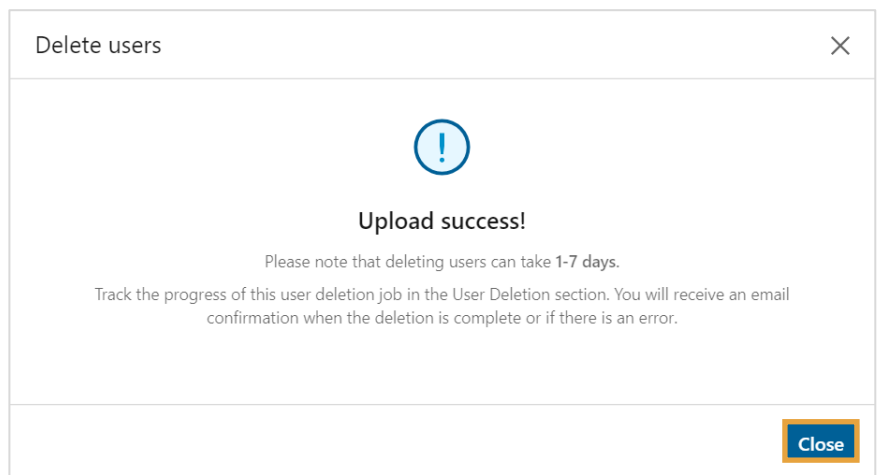 Delete users
Upload success!
Please note that deleting users can take 1-7 days.
Track the progress of this user deletion job in the User Deletion section. You will receive an email
confirmation when the deletion is complete or if there is an error.
Close